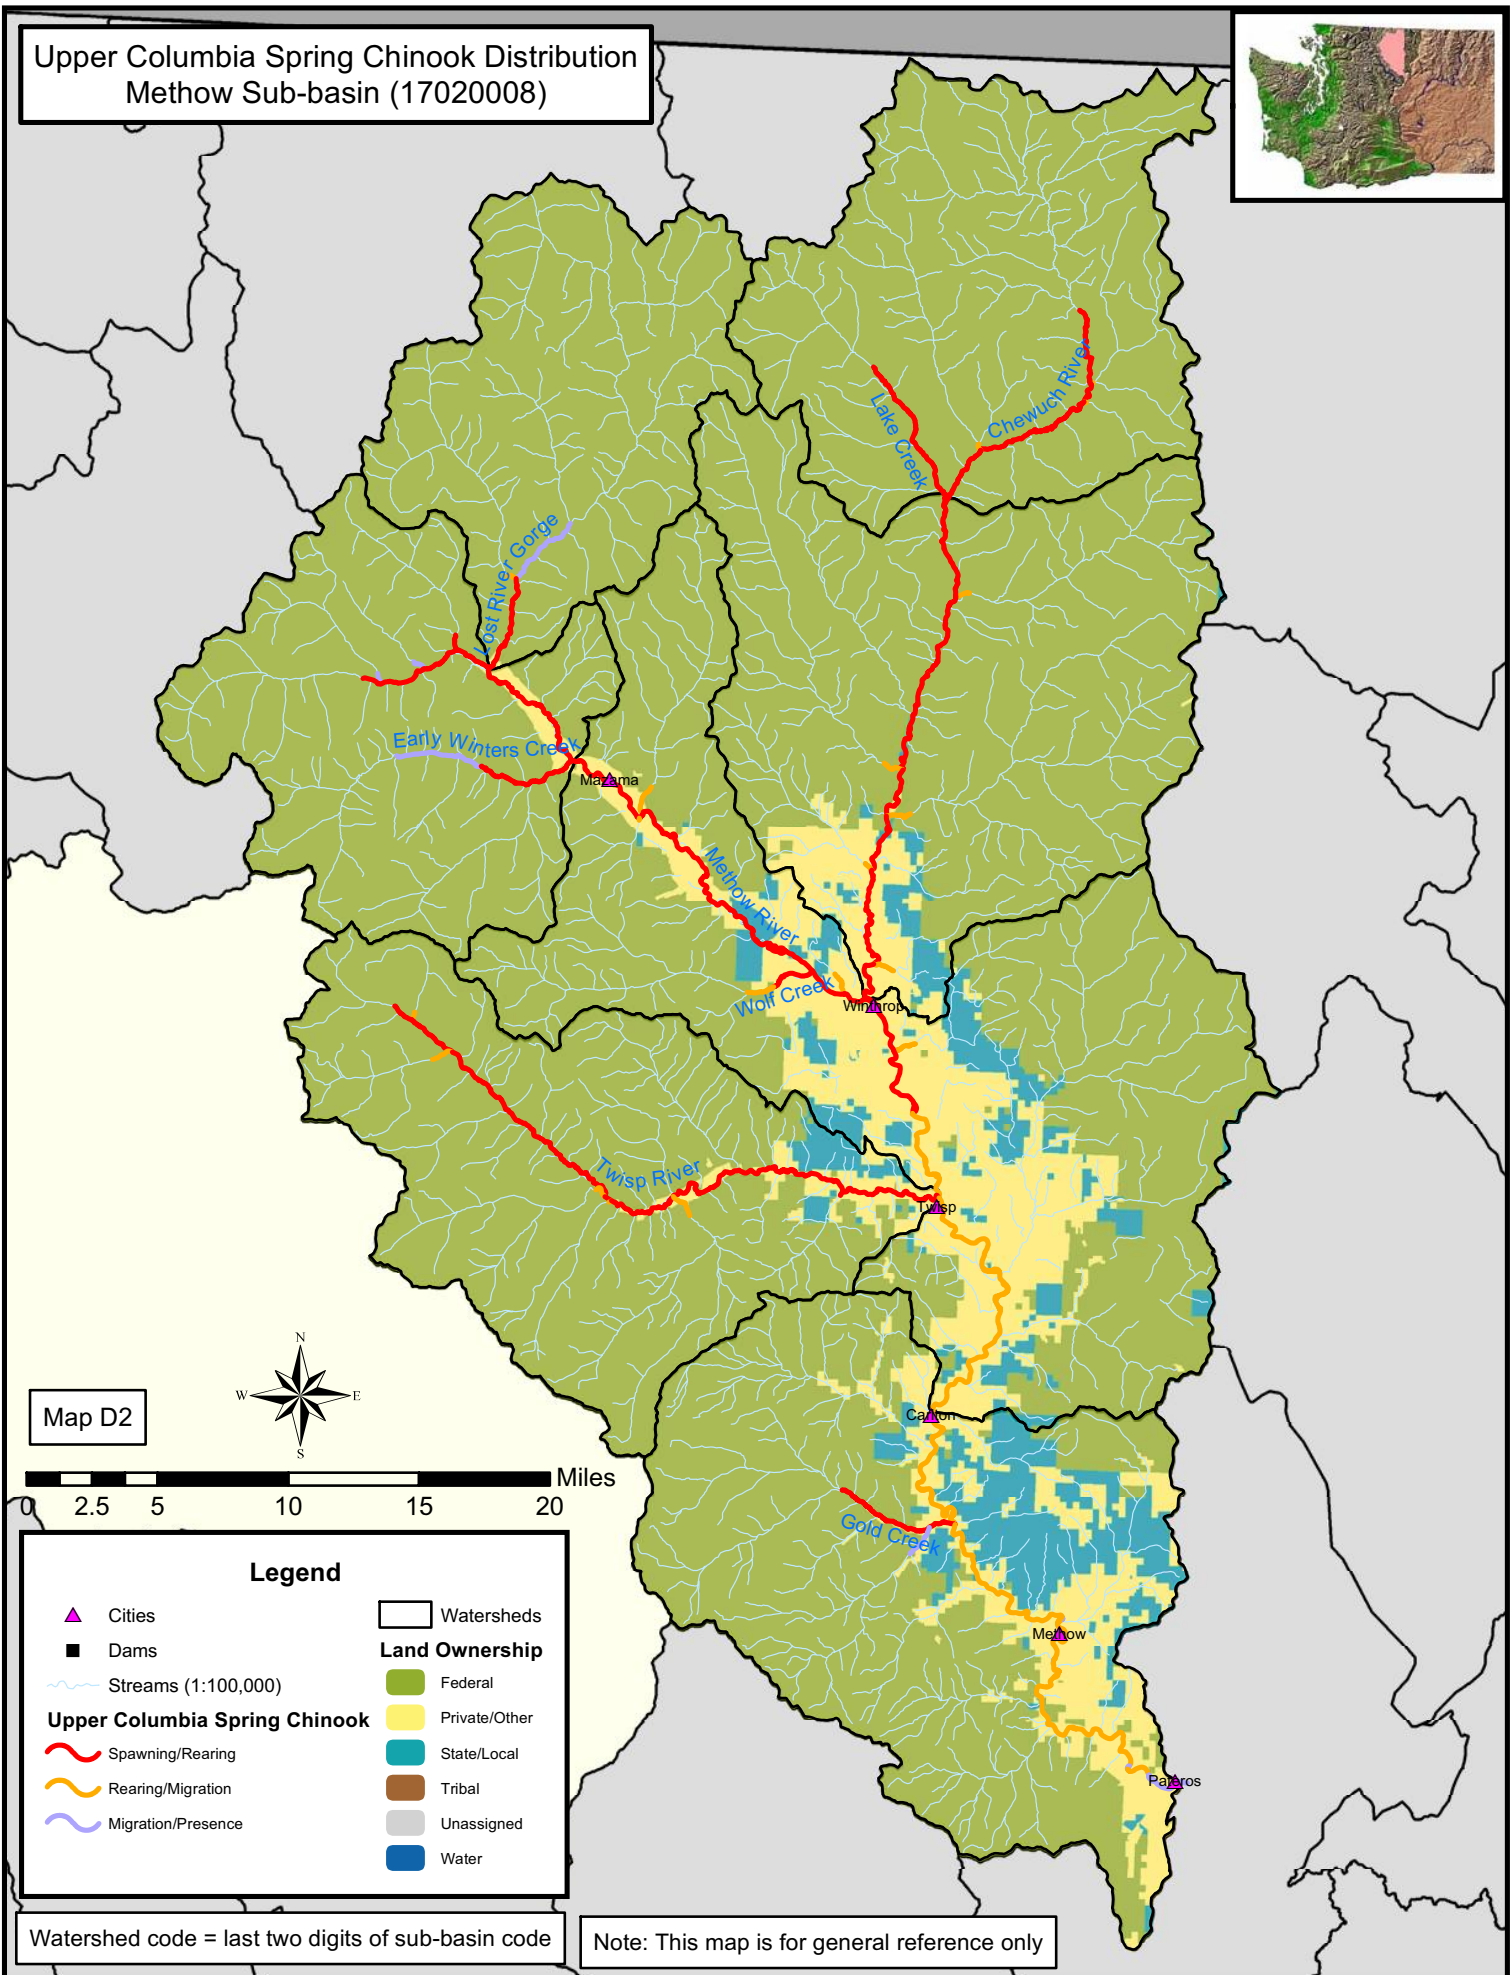 Upper Columbia Spring Chinook Distribution
Methow Sub-basin (17020008)
Chewuch River
Lake Creek
Lost River Gorge
Early Winters Creek
Mazama
Methow River
Wolf Creek
Winthrop
Twisp River
Twisp
N
W E
S
Map D2
Carlton
Miles
0 2.5 5 10 15 20
Gold Creek
Legend
Cities
Dams
Streams (1:100,000)
Upper Columbia Spring Chinook
Spawning/Rearing
Rearing/Migration
Migration/Presence
Watersheds
Land Ownership
Federal
Private/Other
State/Local
Tribal
Unassigned
Water
Methow
Pateros
Watershed code = last two digits of sub-basin code
Note: This map is for general reference only